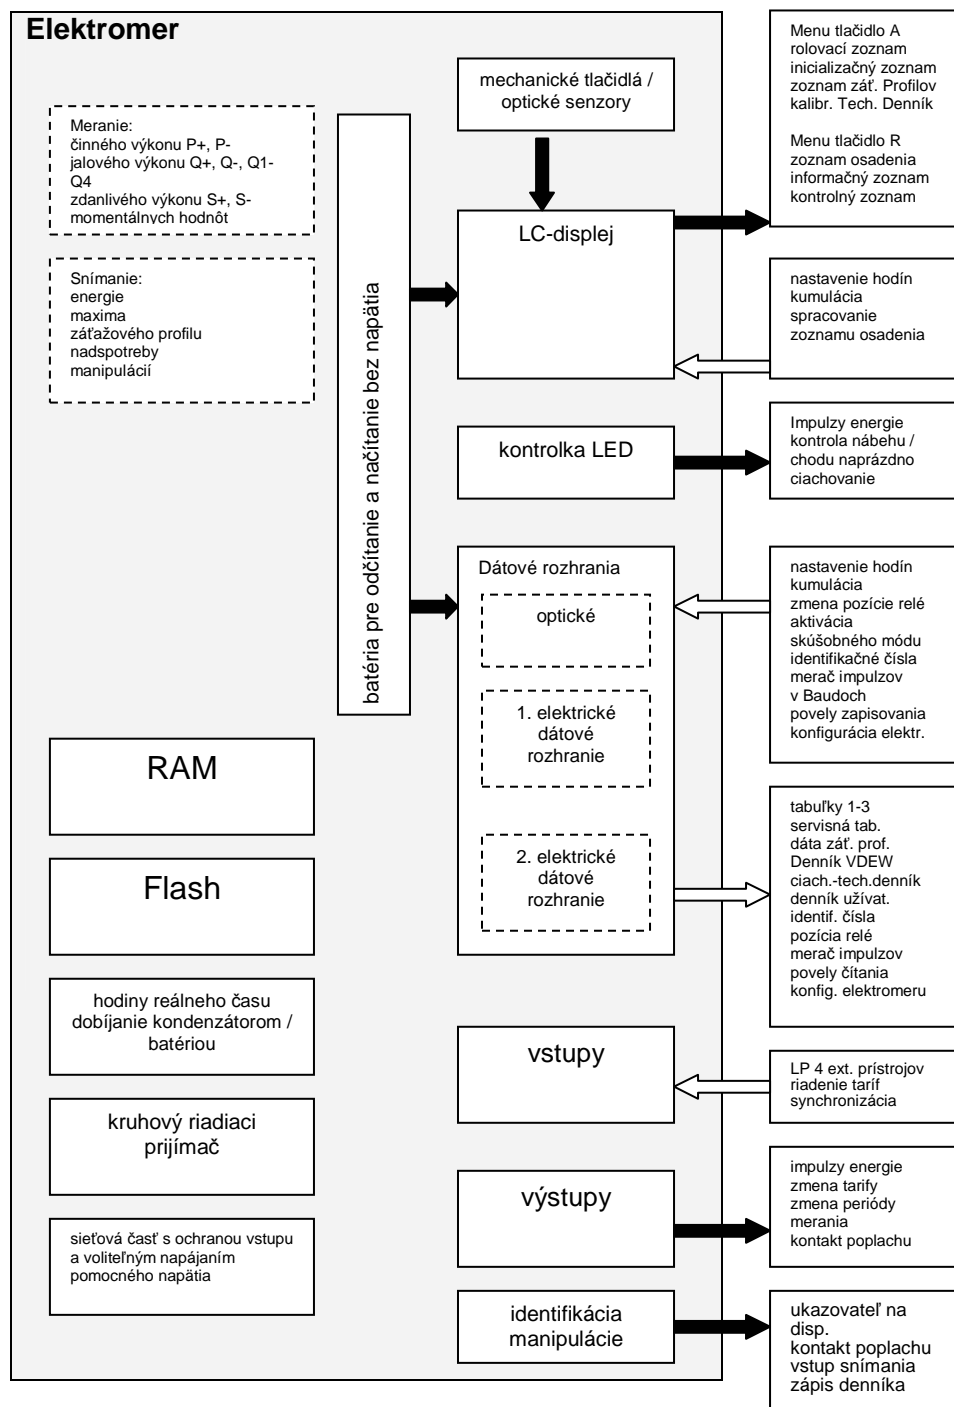 Elektromer
Meranie:
činného výkonu P+, P-
jalového výkonu Q+, Q-, Q1-
Q4
zdanlivého výkonu S+, S-
momentálnych hodnôt
Snímanie:
energie
maxima
záťažového profilu
nadspotreby
manipulácií
batéria pre odčítanie a načítanie bez napätia
RAM
Flash
hodiny reálneho času
dobíjanie kondenzátorom /
batériou
kruhový riadiaci
prijímač
sieťová časť s ochranou vstupu
a voliteľným napájaním
pomocného napätia
mechanické tlačidlá /
optické senzory
LC-displej
kontrolka LED
Dátové rozhrania
optické
1. elektrické
dátové
rozhranie
2. elektrické
dátové
rozhranie
vstupy
výstupy
identifikácia
manipulácie
Menu tlačidlo A
rolovací zoznam
inicializačný zoznam
zoznam záť. Profilov
kalibr. Tech. Denník
Menu tlačidlo R
zoznam osadenia
informačný zoznam
kontrolný zoznam
nastavenie hodín
kumulácia
spracovanie
zoznamu osadenia
Impulzy energie
kontrola nábehu /
chodu naprázdno
ciachovanie
nastavenie hodín
kumulácia
zmena pozície relé
aktivácia
skúšobného módu
identifikačné čísla
merač impulzov
v Baudoch
povely zapisovania
konfigurácia elektr.
tabuľky 1-3
servisná tab.
dáta záť. prof.
Denník VDEW
ciach.-tech.denník
denník užívat.
identif. čísla
pozícia relé
merač impulzov
povely čítania
konfig. elektromeru
LP 4 ext. prístrojov
riadenie taríf
synchronizácia
impulzy energie
zmena tarify
zmena periódy
merania
kontakt poplachu
ukazovateľ na
disp.
kontakt poplachu
vstup snímania
zápis denníka